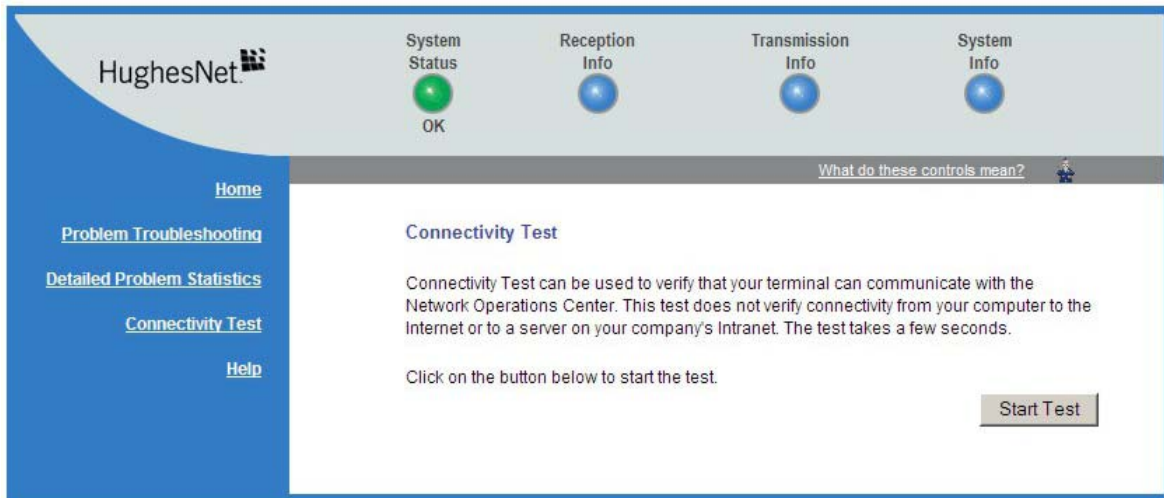 HughesNet.
System Status
OK
Reception Info
Transmission Info
System Info
What do these controls mean?
Home
Problem Troubleshooting
Detailed Problem Statistics
Connectivity Test
Help
Connectivity Test
Connectivity Test can be used to verify that your terminal can communicate with the
Network Operations Center. This test does not verify connectivity from your computer to the
Internet or to a server on your company's Intranet. The test takes a few seconds.
Click on the button below to start the test.
Start Test